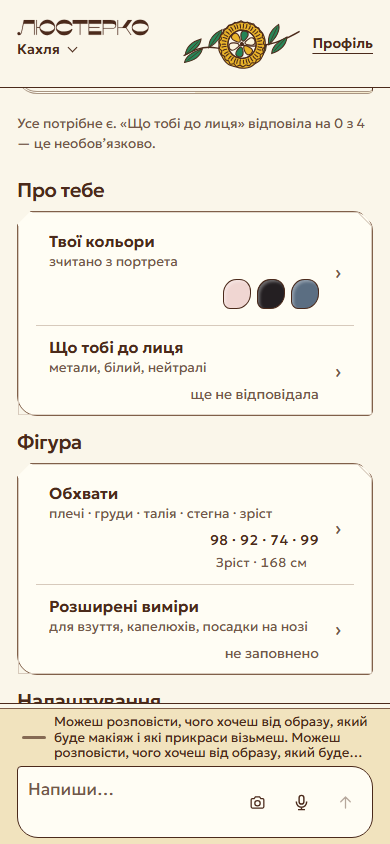 ЛЮСТЕРКО
Кахля
Профіль
Усе потрібне є. «Що тобі до лиця» відповіла на 0 з 4
— це необов’язково.
Про тебе
Твої кольори
зчитано з портрета
Що тобі до лиця
метали, білий, нейтралі
ще не відповідала
Фігура
Обхвати
плечі · груди · талія · стегна · зріст
98 · 92 · 74 · 99
Зріст · 168 см
Розширені виміри
для взуття, капелюхів, посадки на нозі
не заповнено
Налаштування
Можеш розповісти, чого хочеш від образу, який
буде макіяж і які прикраси візьмеш. Можеш
розповісти, чого хочеш від образу, який буде…
Напиши…